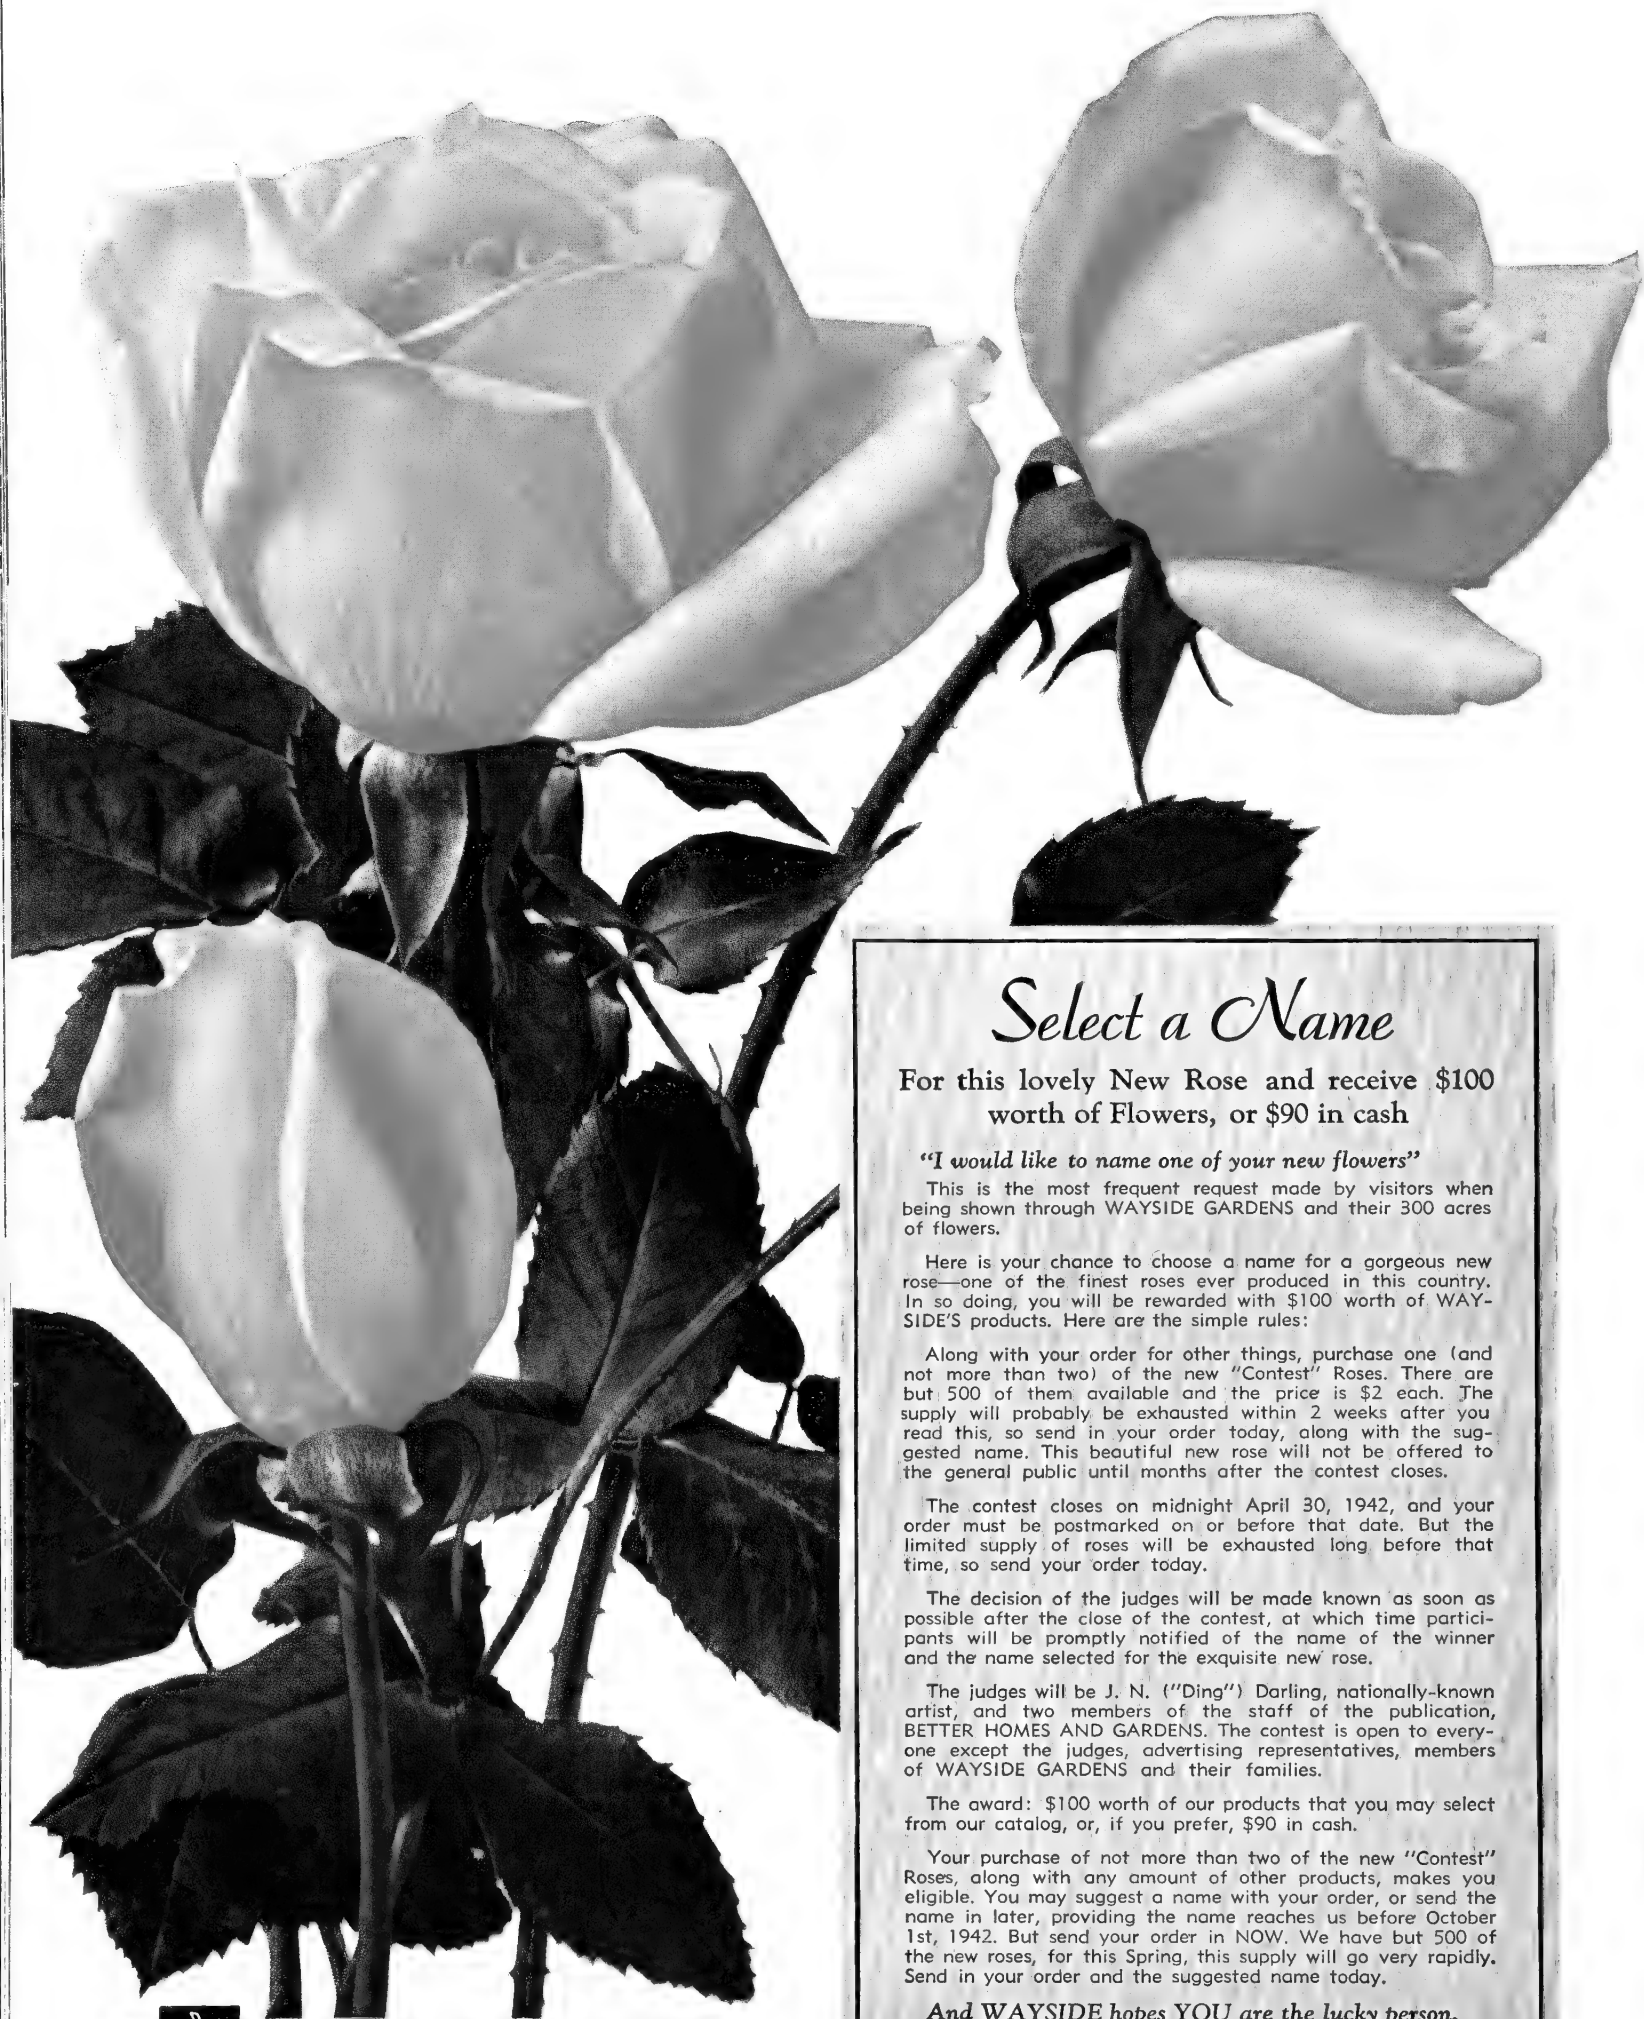 Select a Name
For this lovely New Rose and receive $100
worth of Flowers, or $90 in cash
“I would like to name one of your new flowers”
This is the most frequent request made by visitors when
being shown through WAYSIDE GARDENS and their 300 acres
of flowers.
Here is your chance to choose a name for a gorgeous new
rose—one of the finest roses ever produced in this country.
In so doing, you will be rewarded with $100 worth of WAY-
SIDE'S products. Here are the simple rules:
Along with your order for other things, purchase one (and
not more than two) of the new "Contest" Roses. There are
but 500 of them available and the price is $2 each. The
supply will probably be exhausted within 2 weeks after you
read this, so send in your order today, along with the sug-
gested name. This beautiful new rose will not be offered to
the general public until months after the contest closes.
The contest closes on midnight April 30, 1942, and your
order must be postmarked on or before that date. But the
limited supply of roses will be exhausted long before that
time, so send your order today.
The decision of the judges will be made known as soon as
possible after the close of the contest, at which time partici-
pants will be promptly notified of the name of the winner
and the name selected for the exquisite new rose.
The judges will be J. N. ("Ding") Darling, nationally-known
artist, and two members of the staff of the publication,
BETTER HOMES AND GARDENS. The contest is open to every-
one except the judges, advertising representatives, members
of WAYSIDE GARDENS and their families.
The award: $100 worth of our products that you may select
from our catalog, or, if you prefer, $90 in cash.
Your purchase of not more than two of the new "Contest"
Roses, along with any amount of other products, makes you
eligible. You may suggest a name with your order, or send the
name in later, providing the name reaches us before October
1st, 1942. But send your order in NOW. We have but 500 of
the new roses, for this Spring, this supply will go very rapidly.
Send in your order and the suggested name today.
And WAYSIDE hopes YOU are the lucky person.